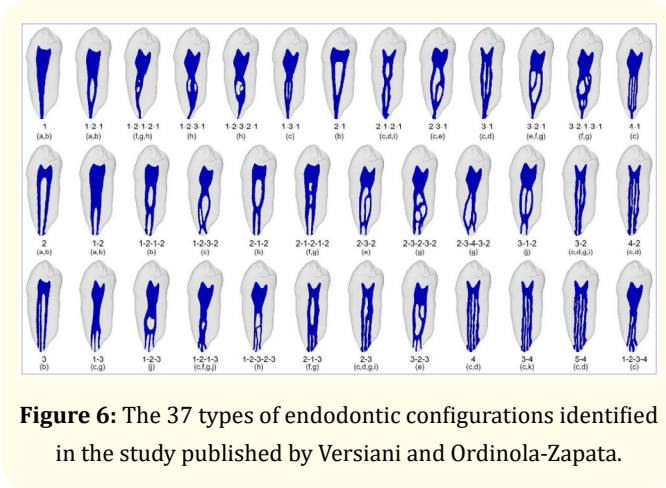 1 1-2-1 1-2-1-2-1 1-2-3-1 1-2-3-2-1 1-3-1 2-1 2-1-2-1 2-3-1 3-1 3-2-1 3-2-1-3-1 4-1
(a,b) (a,b) (f,g,h) (h) (h) (c) (b) (c,d,i) (c,e) (c,d) (e,f,g) (f,g) (c)
2 1-2 1-2-1-2 1-2-3-2 2-1-2 2-1-2-1-2 2-3-2 2-3-2-3-2 2-3-4-3-2 3-1-2 3-2 4-2
(a,b) (a,b) (b) (c) (b) (f,g) (e) (g) (g) (j) (c,d,g,i) (c,d)
3 1-3 1-2-3 1-2-1-3 1-2-3-2-3 2-1-3 2-3 3-2-3 4 3-4 5-4 1-2-3-4
(b) (c,g) (j) (c,f,g,j) (h) (f,g) (c,d,g,i) (e) (c,d) (c,k) (c,d) (c)
Figure 6: The 37 types of endodontic configurations identified
in the study published by Versiani and Ordinola-Zapata.